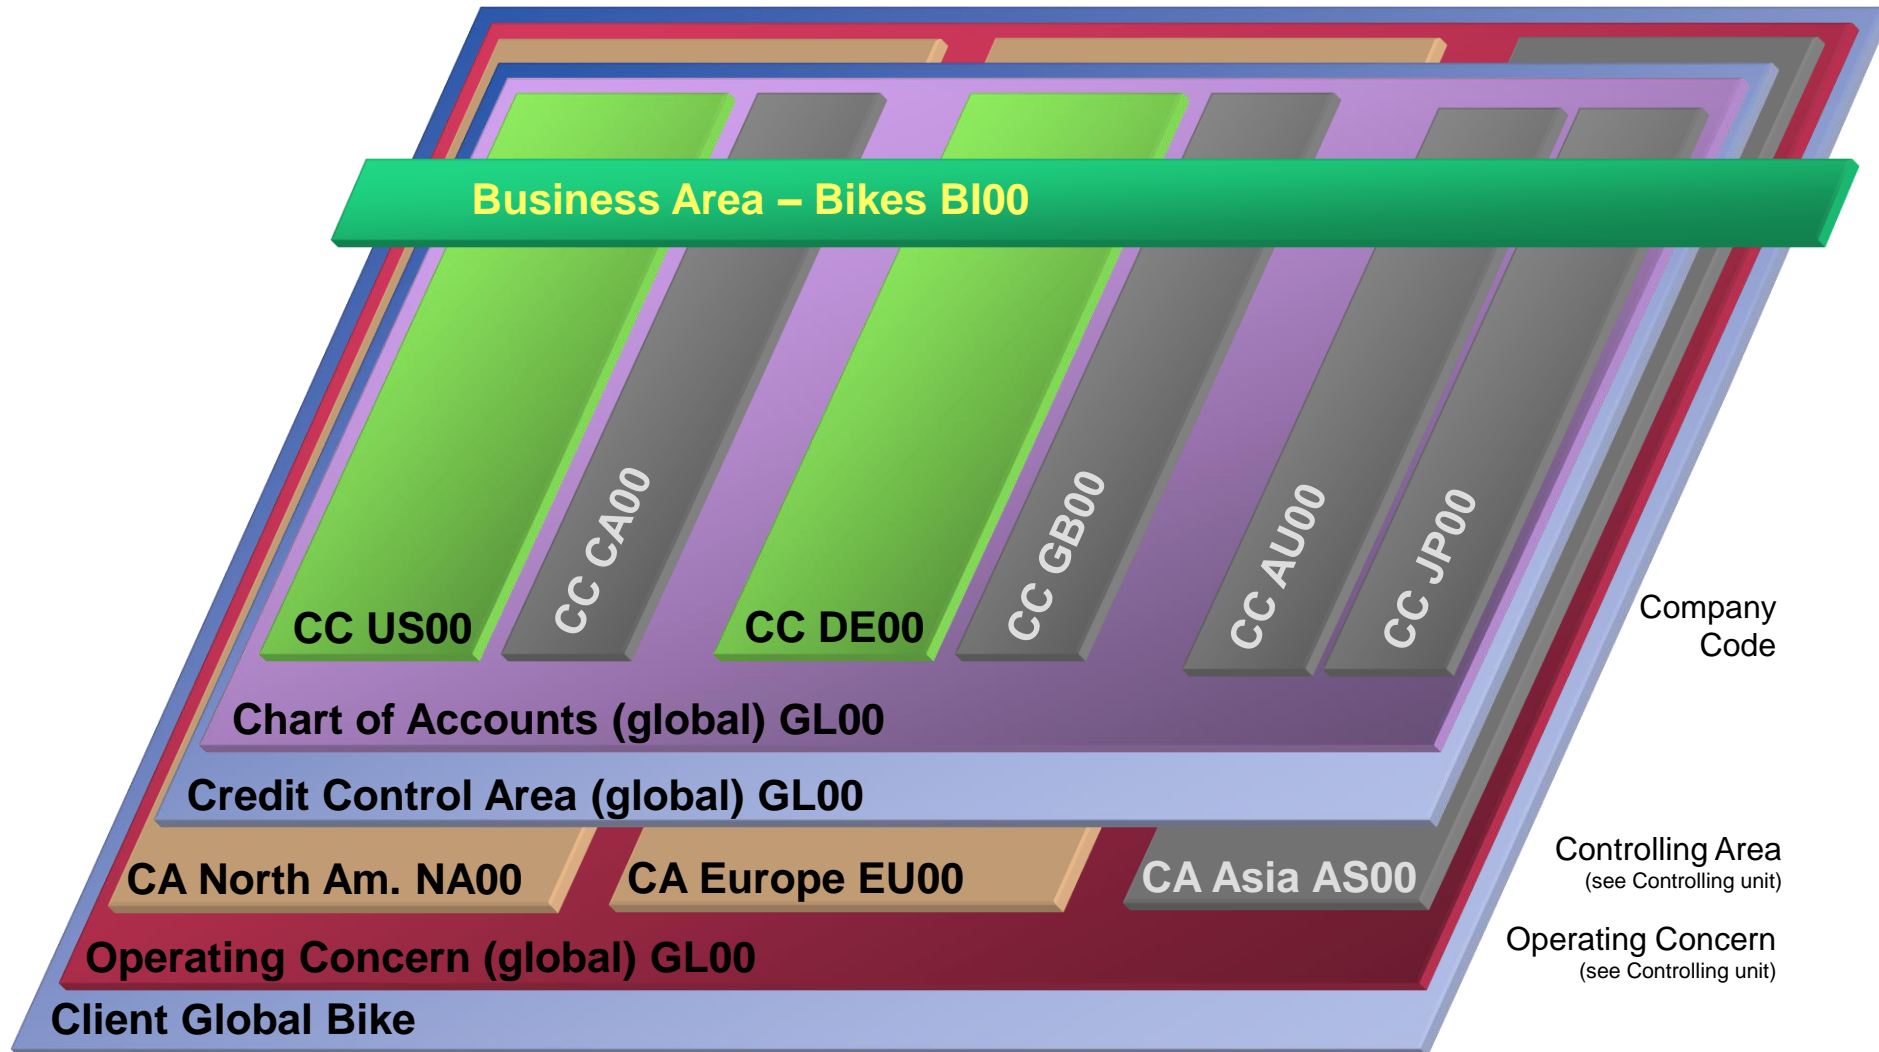 Business Area – Bikes BI00
CC US00
CC CA00
CC DE00
CC GB00
CC AU00
CC JP00
Company
Code
Chart of Accounts (global) GL00
Credit Control Area (global) GL00
CA North Am. NA00
CA Europe EU00
CA Asia AS00
Controlling Area
(see Controlling unit)
Operating Concern (global) GL00
Operating Concern
(see Controlling unit)
Client Global Bike